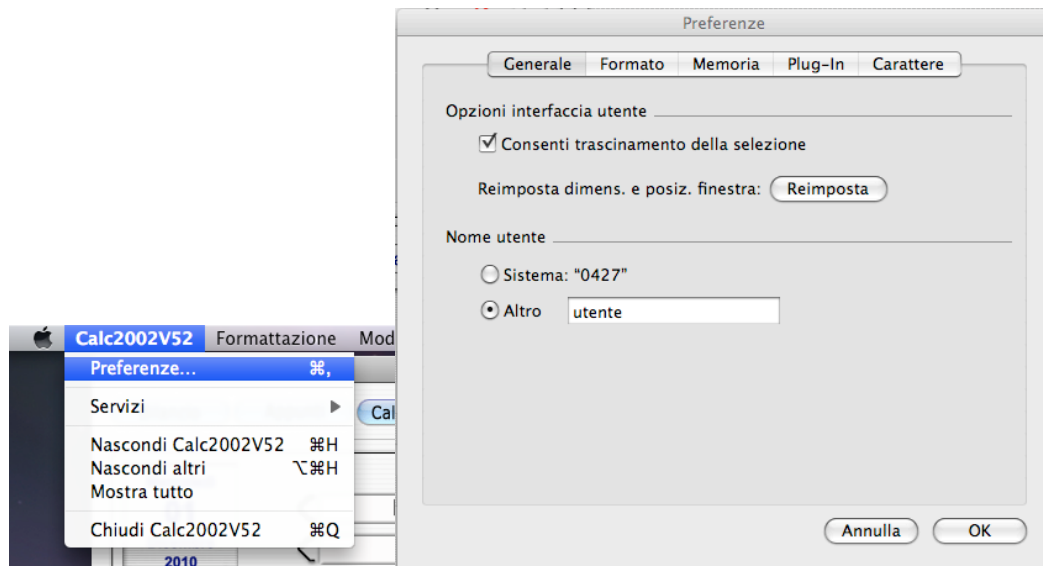 Calc2002V52 Formattazione Mod
Preferenze... ⌘,
Servizi
Cal
Nascondi Calc2002V52 ⌘H
Nascondi altri ⌥⌘H
Mostra tutto
Chiudi Calc2002V52 ⌘Q
2010
Preferenze
Generale Formato Memoria Plug-In Carattere
Opzioni interfaccia utente
Consenti trascinamento della selezione
Reimposta dimens. e posiz. finestra: Reimposta
Nome utente
Sistema: "0427"
Altro utente
Annulla OK